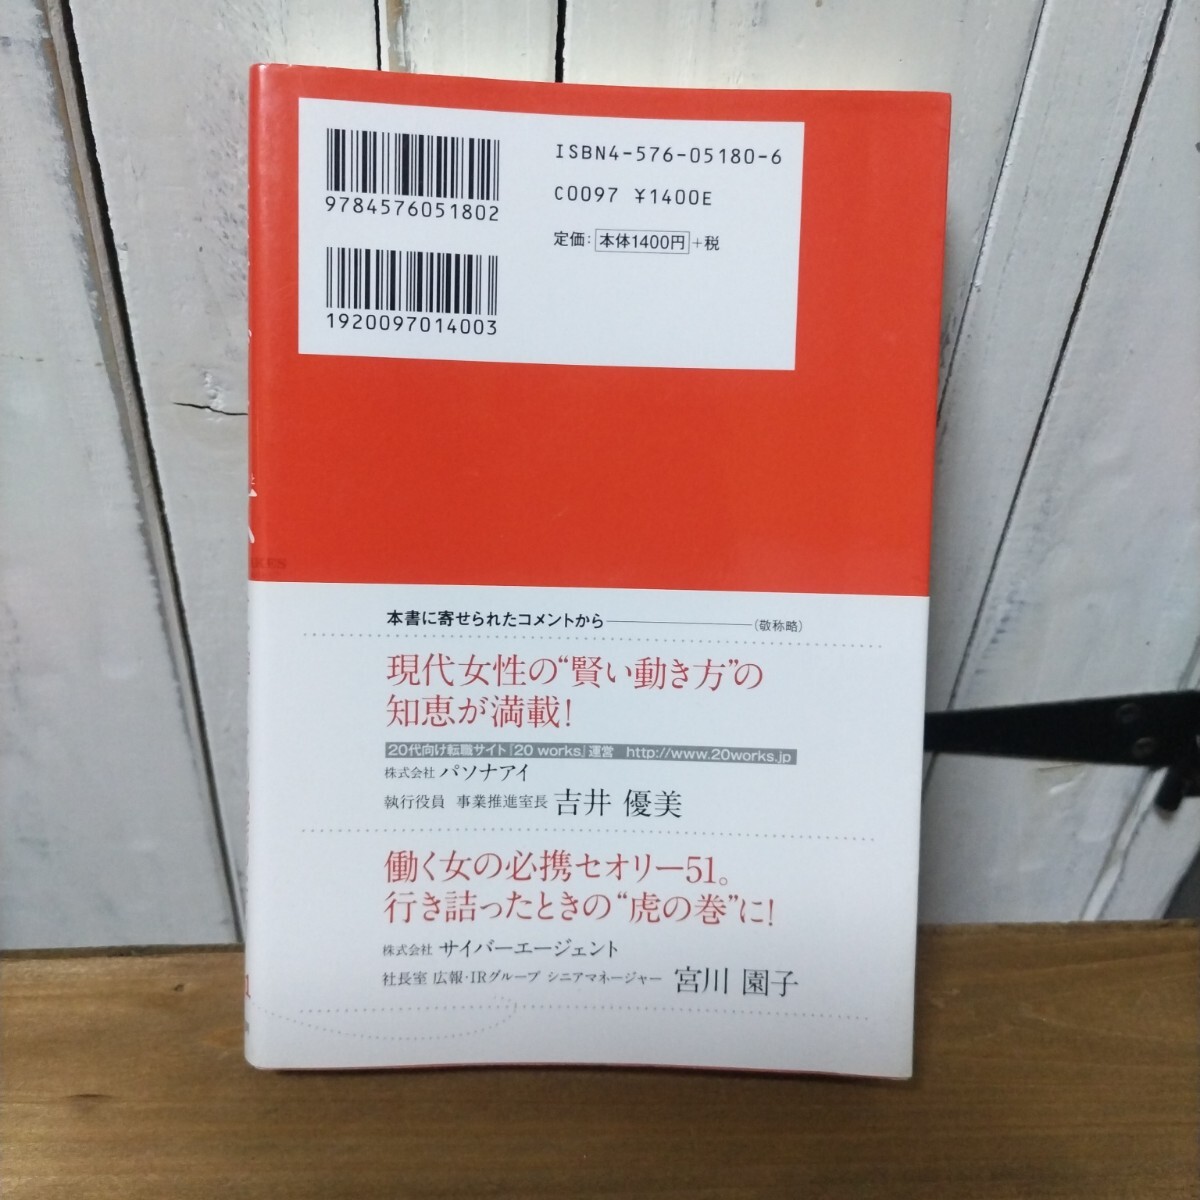 ISBN4-576-05180-6
C0097 ¥1400E
定価：本体1400円+税
9784576051802
1920097014003
本書に寄せられたコメントから
（敬称略）
現代女性の“賢い動き方”の
知恵が満載！
20代向け転職サイト『20 works』運営 http://www.20works.jp
株式会社 パソナアイ
執行役員 事業推進室長 吉井 優美
働く女の必携セオリー51。
行き詰ったときの“虎の巻”に！
株式会社 サイバーエージェント
社長室 広報・IRグループ シニアマネージャー 宮川 園子